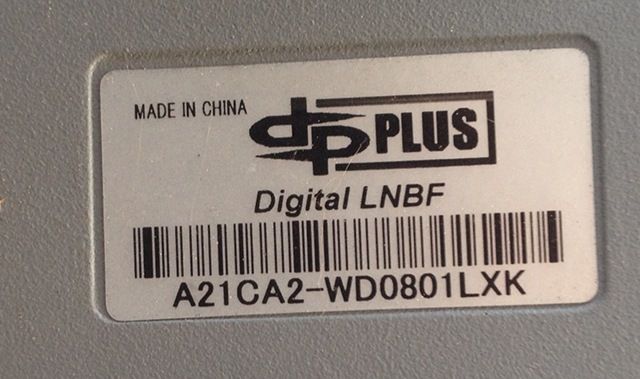 MADE IN CHINA
dp PLUS
Digital LNBF
A21CA2-WD0801LXK